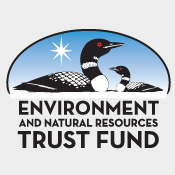 ENVIRONMENT
AND NATURAL RESOURCES
TRUST FUND